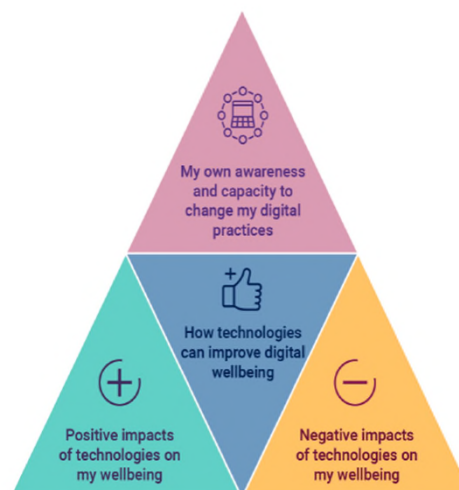 My own awareness
and capacity to
change my digital
practices
How technologies
can improve digital
wellbeing
Positive impacts
of technologies on
my wellbeing
Negative impacts
of technologies on
my wellbeing